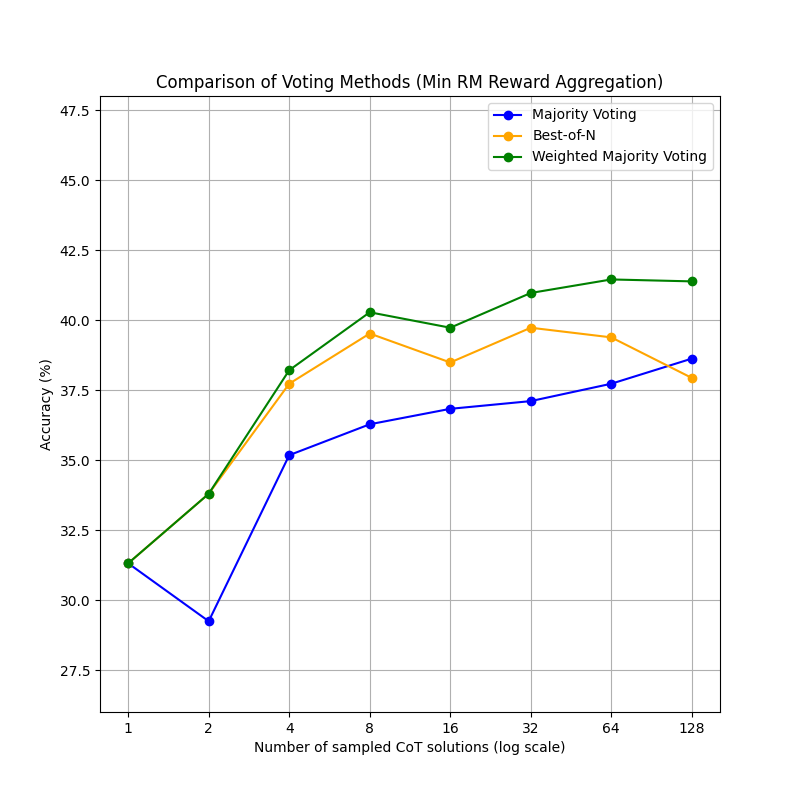 Comparison of Voting Methods (Min RM Reward Aggregation)
Majority Voting
Best-of-N
Weighted Majority Voting
47.5
45.0
42.5
40.0
37.5
35.0
32.5
30.0
27.5
Accuracy (%)
1 2 4 8 16 32 64 128
Number of sampled CoT solutions (log scale)